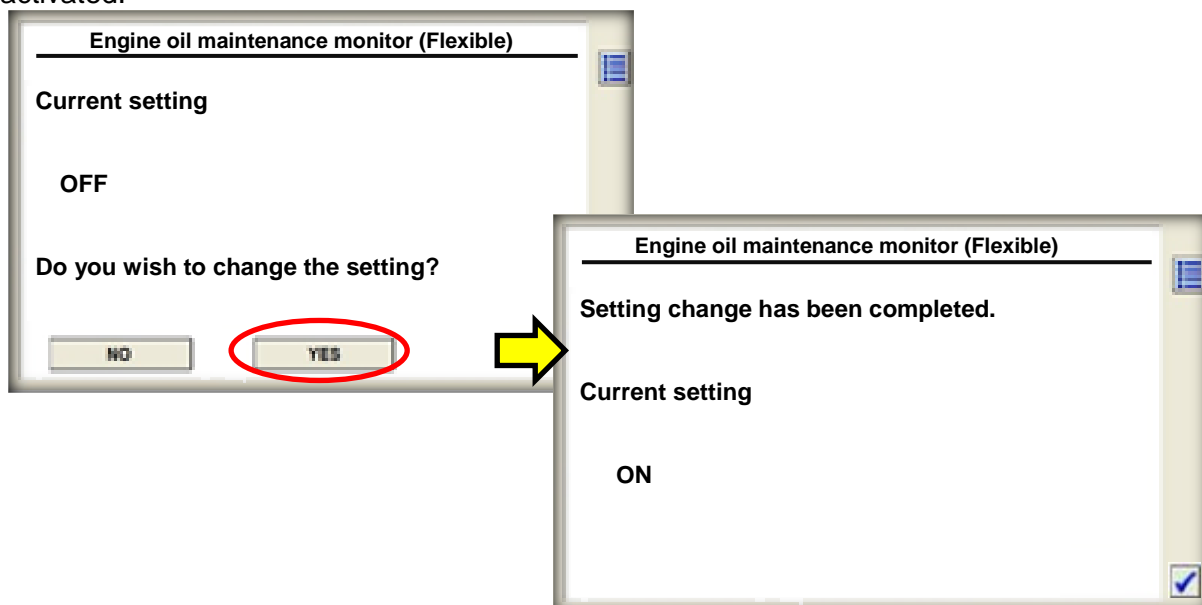 activated.
Engine oil maintenance monitor (Flexible)
Current setting
OFF
Do you wish to change the setting?
NO
YES
Engine oil maintenance monitor (Flexible)
Setting change has been completed.
Current setting
ON